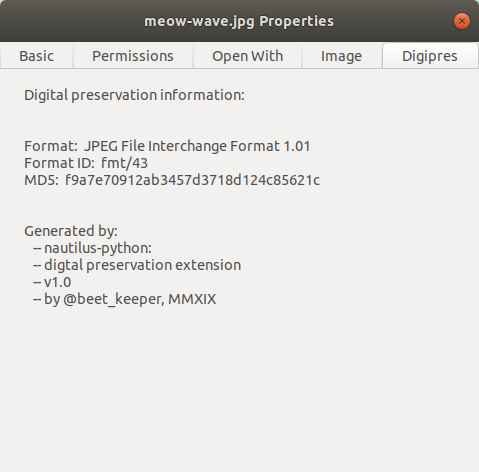 meow-wave.jpg Properties
Basic Permissions Open With Image Digipres
Digital preservation information:
Format: JPEG File Interchange Format 1.01
Format ID: fmt/43
MD5: f9a7e70912ab3457d3718d124c85621c
Generated by:
-- nautilus-python:
-- digtal preservation extension
-- v1.0
-- by @beet_keeper, MMXIX